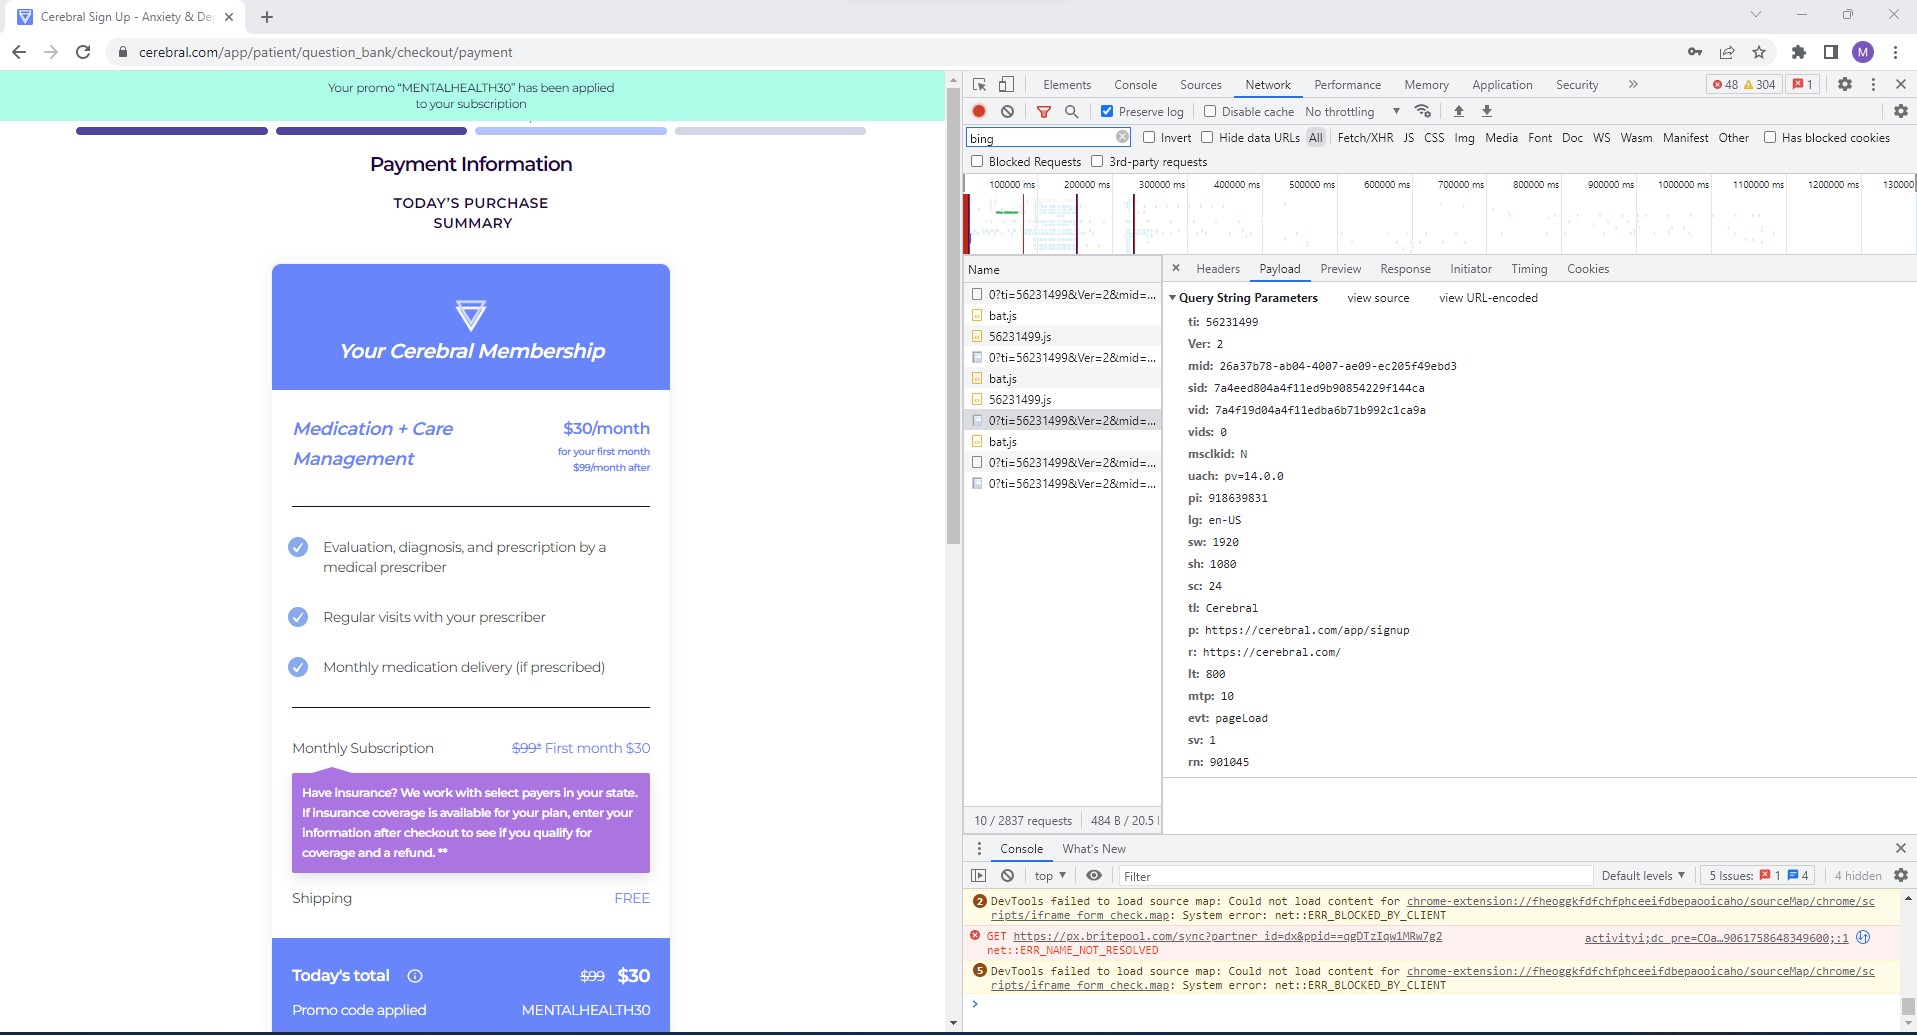 Cerebral Sign Up - Anxiety & De
cerebral.com/app/patient/question_bank/checkout/payment
M
Your promo “MENTALHEALTH30” has been applied
to your subscription
Payment Information
TODAY’S PURCHASE
SUMMARY
Your Cerebral Membership
Medication + Care
Management
$30/month
for your first month
$99/month after
Evaluation, diagnosis, and prescription by a
medical prescriber
Regular visits with your prescriber
Monthly medication delivery (if prescribed)
Monthly Subscription $99* First month $30
Have insurance? We work with select payers in your state.
If insurance coverage is available for your plan, enter your
information after checkout to see if you qualify for
coverage and a refund. **
Shipping FREE
Today's total $99 $30
Promo code applied MENTALHEALTH30
Elements Console Sources Network Performance Memory Application Security » 48 304 1
Preserve log Disable cache No throttling
bing Invert Hide data URLs All Fetch/XHR JS CSS Img Media Font Doc WS Wasm Manifest Other Has blocked cookies
Blocked Requests 3rd-party requests
100000 ms 200000 ms 300000 ms 400000 ms 500000 ms 600000 ms 700000 ms 800000 ms 900000 ms 1000000 ms 1100000 ms 1200000 ms 130000
Name
0?ti=56231499&Ver=2&mid=...
bat.js
56231499.js
0?ti=56231499&Ver=2&mid=...
bat.js
56231499.js
0?ti=56231499&Ver=2&mid=...
bat.js
0?ti=56231499&Ver=2&mid=...
0?ti=56231499&Ver=2&mid=...
10 / 2837 requests 484 B / 20.5
Headers Payload Preview Response Initiator Timing Cookies
Query String Parameters view source view URL-encoded
ti: 56231499
Ver: 2
mid: 26a37b78-ab04-4007-ae09-ec205f49ebd3
sid: 7a4eed804a4f11ed9b90854229f144ca
vid: 7a4f19d04a4f11edba6b71b992c1ca9a
vids: 0
msclkid: N
uach: pv=14.0.0
pi: 918639831
lg: en-US
sw: 1920
sh: 1080
sc: 24
tl: Cerebral
p: https://cerebral.com/app/signup
r: https://cerebral.com/
lt: 800
mtp: 10
evt: pageLoad
sv: 1
rn: 901045
Console What's New
top Filter Default levels 5 Issues: 1 4 4 hidden
2 DevTools failed to load source map: Could not load content for chrome-extension://fheoggkfdfchfphceeifdbepaooicaho/sourceMap/chrome/sc
ripts/iframe_form_check.map: System error: net::ERR_BLOCKED_BY_CLIENT
GET https://px.britepool.com/sync?partner_id=dx&ppid==qgDTzIqw1MRw7g2 activityi;dc_pre=COa…9061758648349600;:1
net::ERR_NAME_NOT_RESOLVED
5 DevTools failed to load source map: Could not load content for chrome-extension://fheoggkfdfchfphceeifdbepaooicaho/sourceMap/chrome/sc
ripts/iframe_form_check.map: System error: net::ERR_BLOCKED_BY_CLIENT